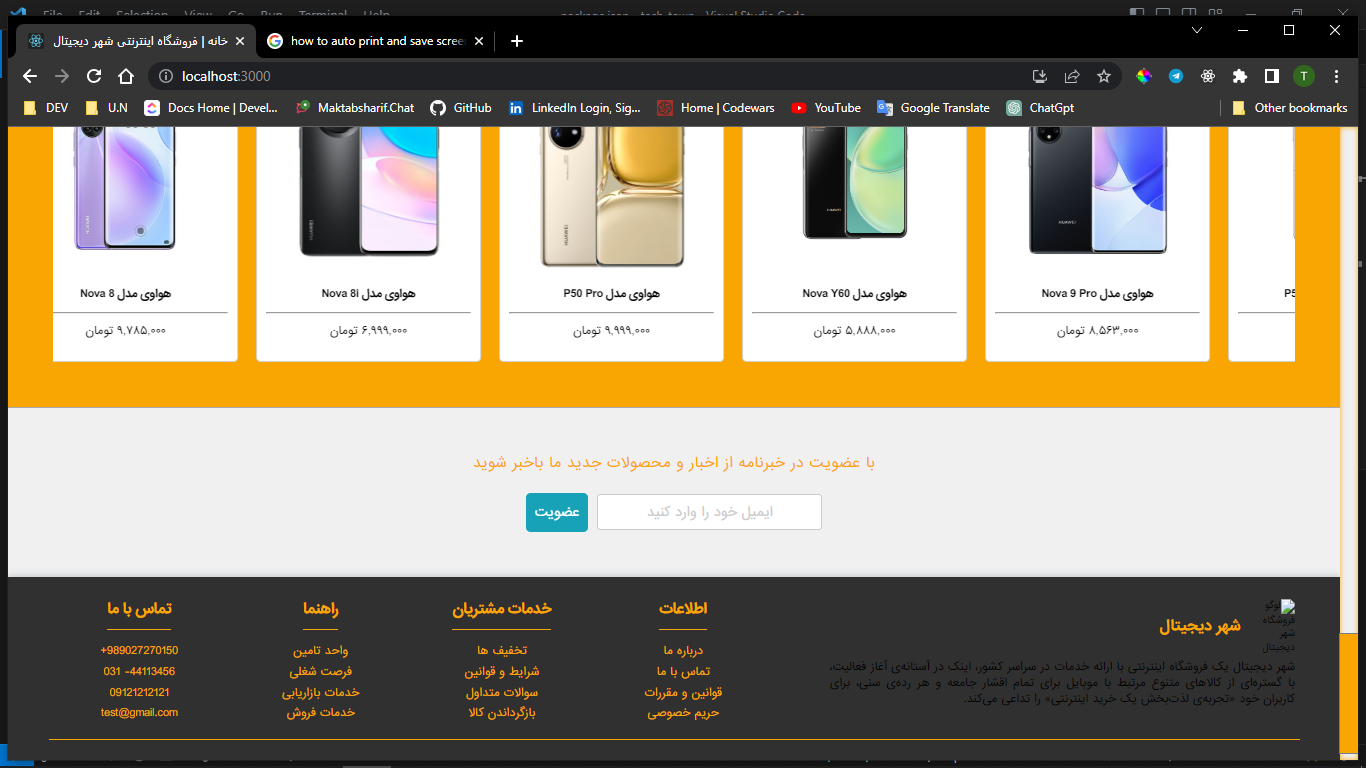 File Edit Selection View Go Run Terminal Help package.json - tech-town - Visual Studio Code
خانه | فروشگاه اینترنتی شهر دیجیتال
how to auto print and save scree
localhost:3000
T
DEV
U.N
Docs Home | Devel...
Maktabsharif.Chat
GitHub
LinkedIn Login, Sig...
Home | Codewars
YouTube
Google Translate
ChatGpt
Other bookmarks
HUAWEI
HUAWEI
HUAWEI
HUAWEI
HUAWEI
هواوی مدل Nova 8
۹,۷۸۵,۰۰۰ تومان
هواوی مدل Nova 8i
۶,۹۹۹,۰۰۰ تومان
هواوی مدل P50 Pro
۹,۹۹۹,۰۰۰ تومان
هواوی مدل Nova Y60
۵,۸۸۸,۰۰۰ تومان
هواوی مدل Nova 9 Pro
۸,۵۶۳,۰۰۰ تومان
با عضویت در خبرنامه از اخبار و محصولات جدید ما باخبر شوید
ایمیل خود را وارد کنید
عضویت
لوگو
فروشگاه
شهر
دیجیتال
شهر دیجیتال
شهر دیجیتال یک فروشگاه اینترنتی با ارائه خدمات در سراسر کشور، اینک در آستانه‌ی آغاز فعالیت،
با گستره‌ای از کالاهای متنوع مرتبط با موبایل برای تمام اقشار جامعه و هر رده‌ی سنی، برای
کاربران خود «تجربه‌ی لذت‌بخش یک خرید اینترنتی» را تداعی می‌کند.
اطلاعات
درباره ما
تماس با ما
قوانین و مقررات
حریم خصوصی
خدمات مشتریان
تخفیف ها
شرایط و قوانین
سوالات متداول
بازگرداندن کالا
راهنما
واحد تامین
فرصت شغلی
خدمات بازاریابی
خدمات فروش
تماس با ما
+989027270150
031 -44113456
09121212121
test@gmail.com